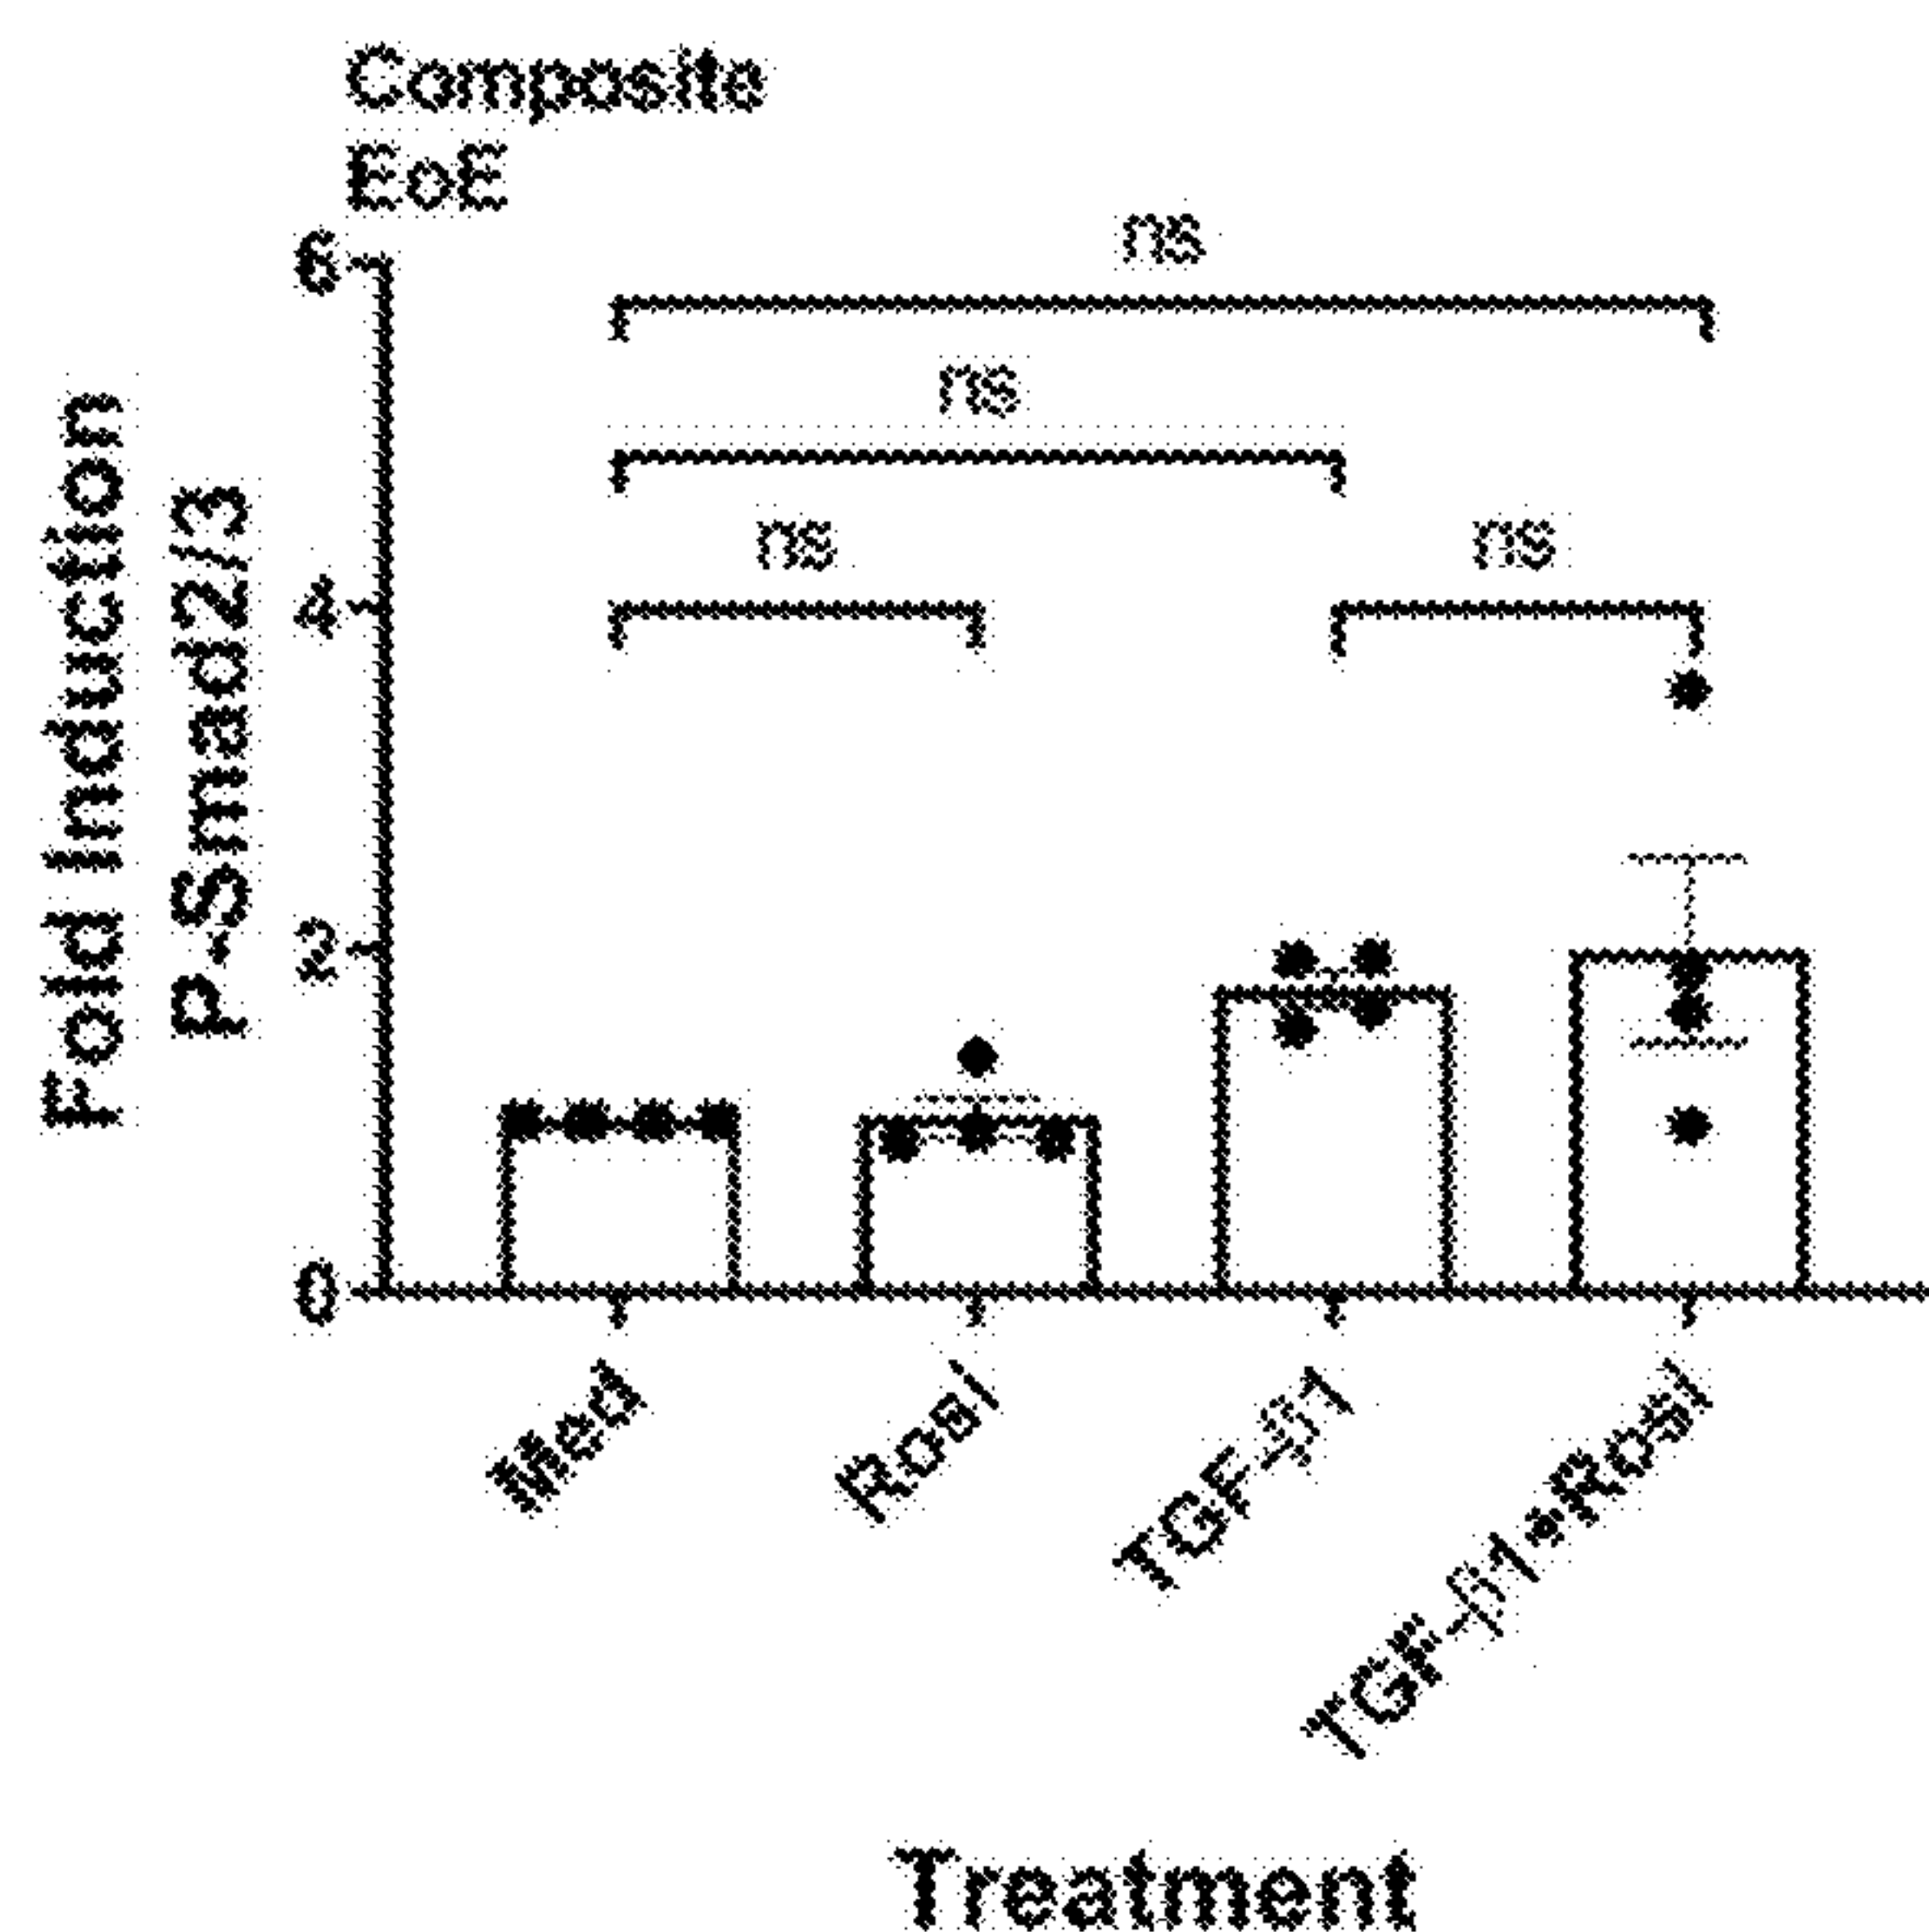 Composite
EoE
Fold Induction
p-Smad2/3
6
4
2
0
ns
ns
ns
ns
Med
Rosi
TGF-β1
TGF-β1+Rosi
Treatment